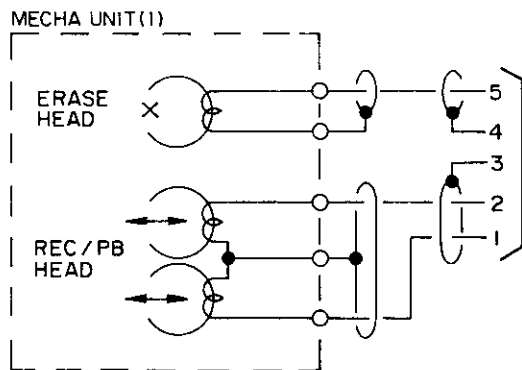 MECHA UNIT(1)
ERASE
HEAD
REC/PB
HEAD
5
4
3
2
1